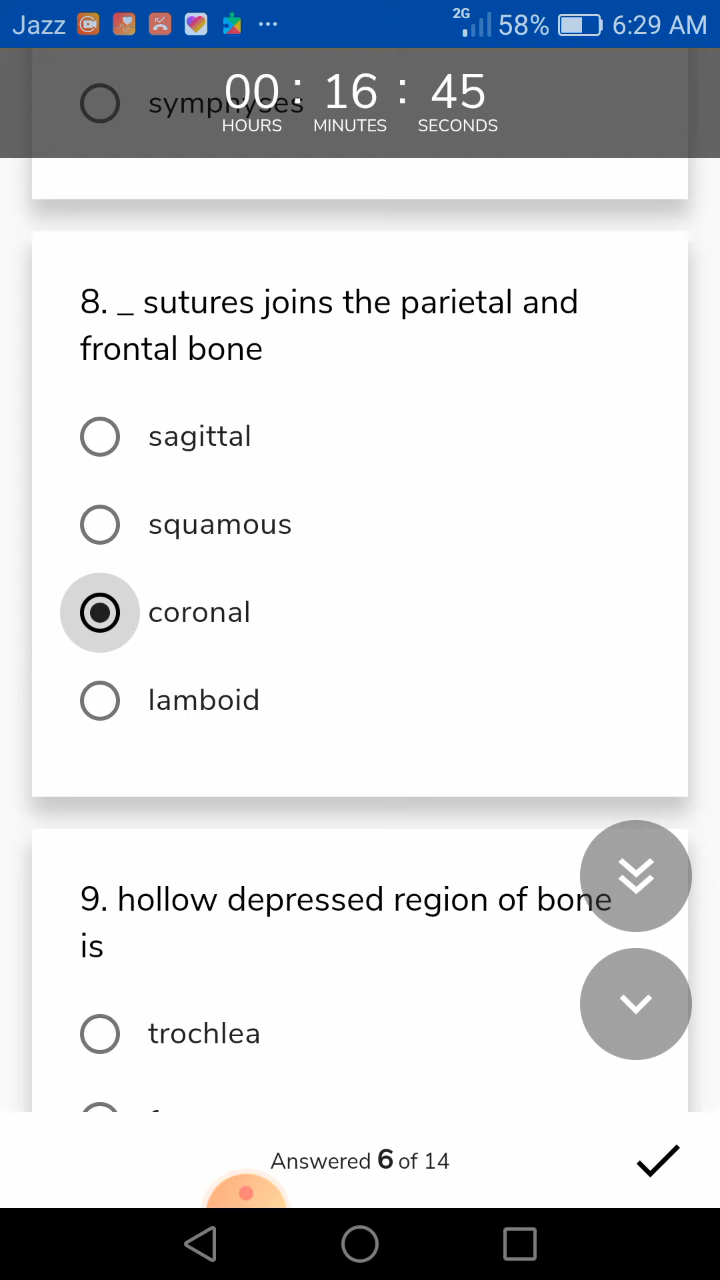 Jazz 2G 58% 6:29 AM
symphyses
00 : 16 : 45
HOURS MINUTES SECONDS
8. _ sutures joins the parietal and
frontal bone
sagittal
squamous
coronal
lamboid
9. hollow depressed region of bone
is
trochlea
Answered 6 of 14